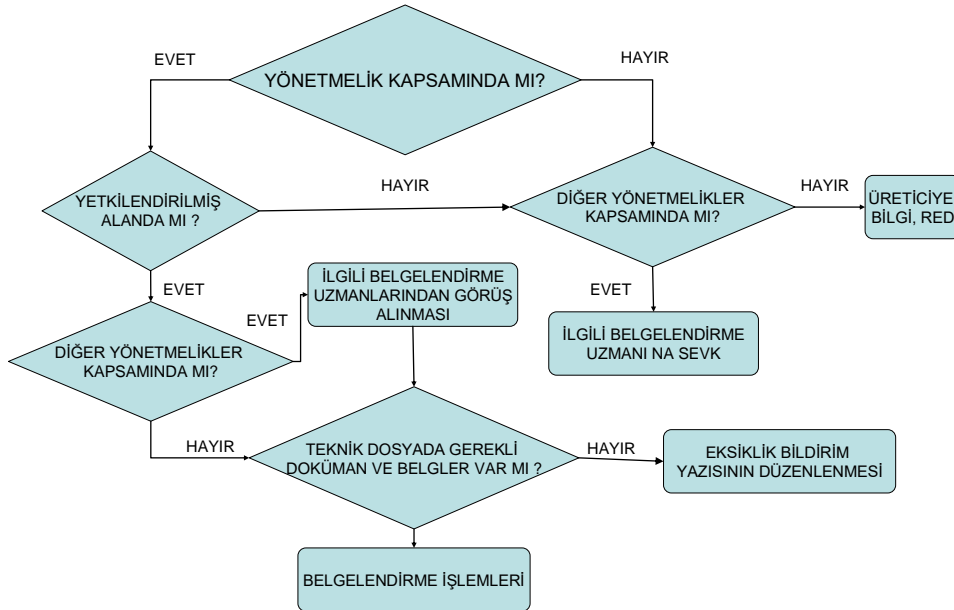 EVET
HAYIR
YÖNETMELİK KAPSAMINDA MI?
YETKİLENDİRİLMİŞ
ALANDA MI ?
HAYIR
DİĞER YÖNETMELİKLER
KAPSAMINDA MI?
HAYIR
ÜRETİCİYE
BİLGİ, RED
EVET
EVET
İLGİLİ BELGELENDİRME
UZMANLARINDAN GÖRÜŞ
ALINMASI
EVET
İLGİLİ BELGELENDİRME
UZMANI NA SEVK
DİĞER YÖNETMELİKLER
KAPSAMINDA MI?
HAYIR
TEKNİK DOSYADA GEREKLİ
DOKÜMAN VE BELGLER VAR MI ?
HAYIR
EKSİKLİK BİLDİRİM
YAZISININ DÜZENLENMESİ
BELGELENDİRME İŞLEMLERİ